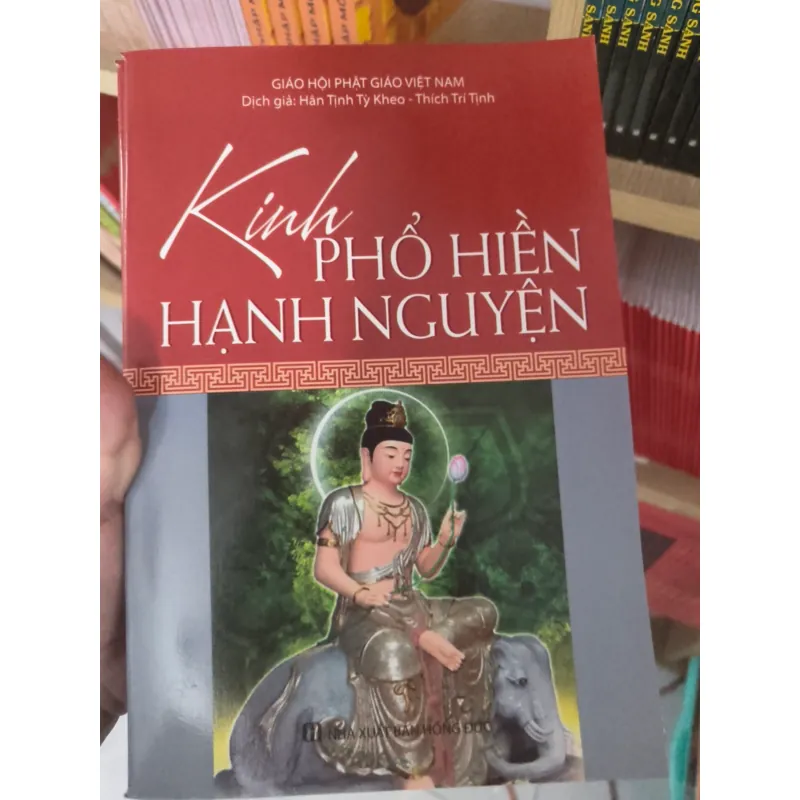 GIÁO HỘI PHẬT GIÁO VIỆT NAM
Dịch giả: Hân Tịnh Tỳ Kheo - Thích Trí Tịnh
Kinh
PHỔ HIỀN
HẠNH NGUYỆN
NHÀ XUẤT BẢN HỒNG ĐỨC